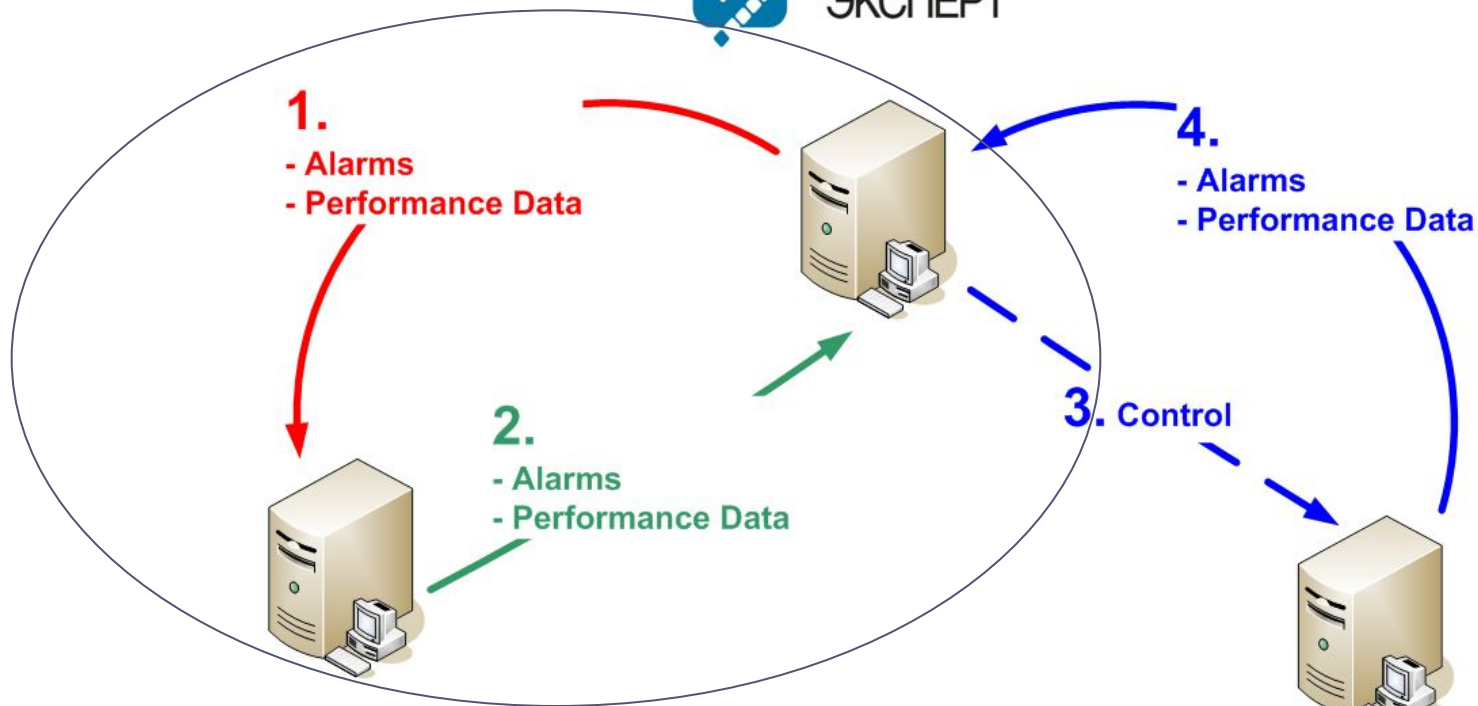 ЭКСПЕРТ
1.
- Alarms
- Performance Data
4.
- Alarms
- Performance Data
3. Control
2.
- Alarms
- Performance Data